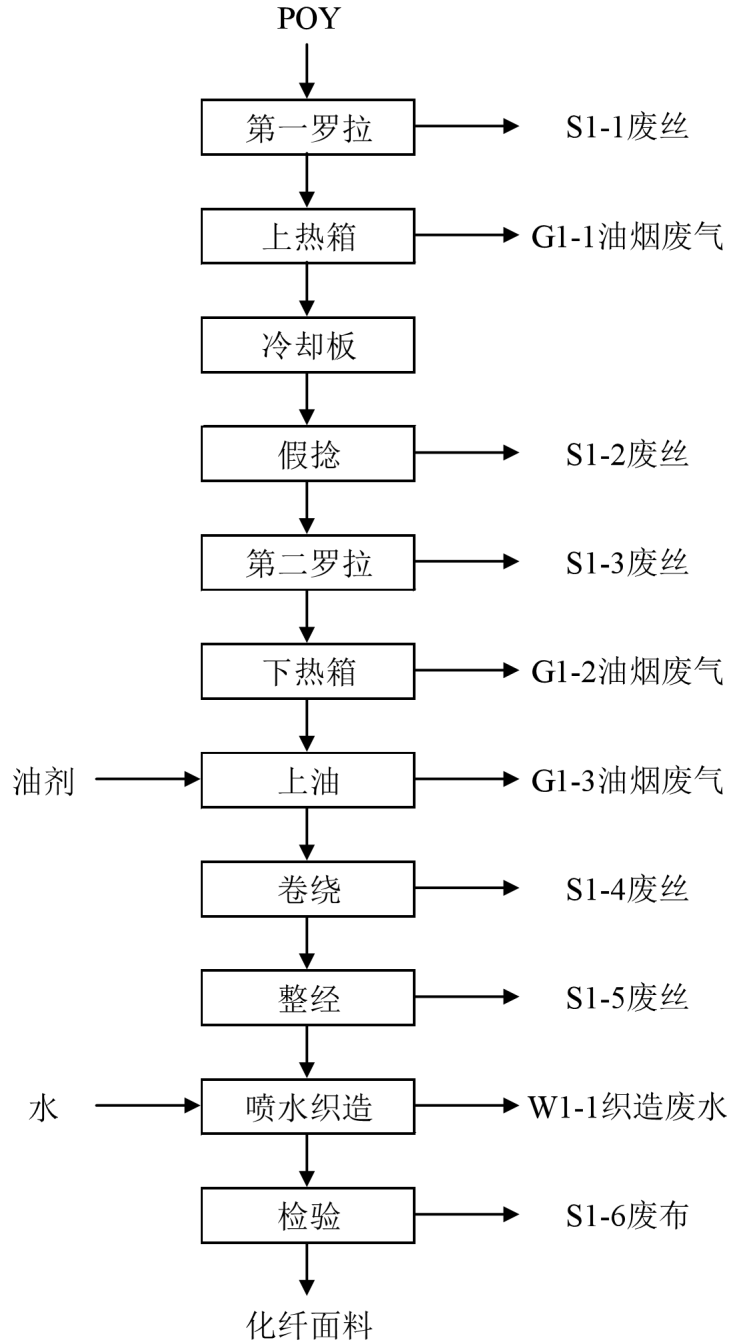 POY
第一罗拉
S1-1废丝
上热箱
G1-1油烟废气
冷却板
假捻
S1-2废丝
第二罗拉
S1-3废丝
下热箱
G1-2油烟废气
油剂
上油
G1-3油烟废气
卷绕
S1-4废丝
整经
S1-5废丝
水
喷水织造
W1-1织造废水
检验
S1-6废布
化纤面料